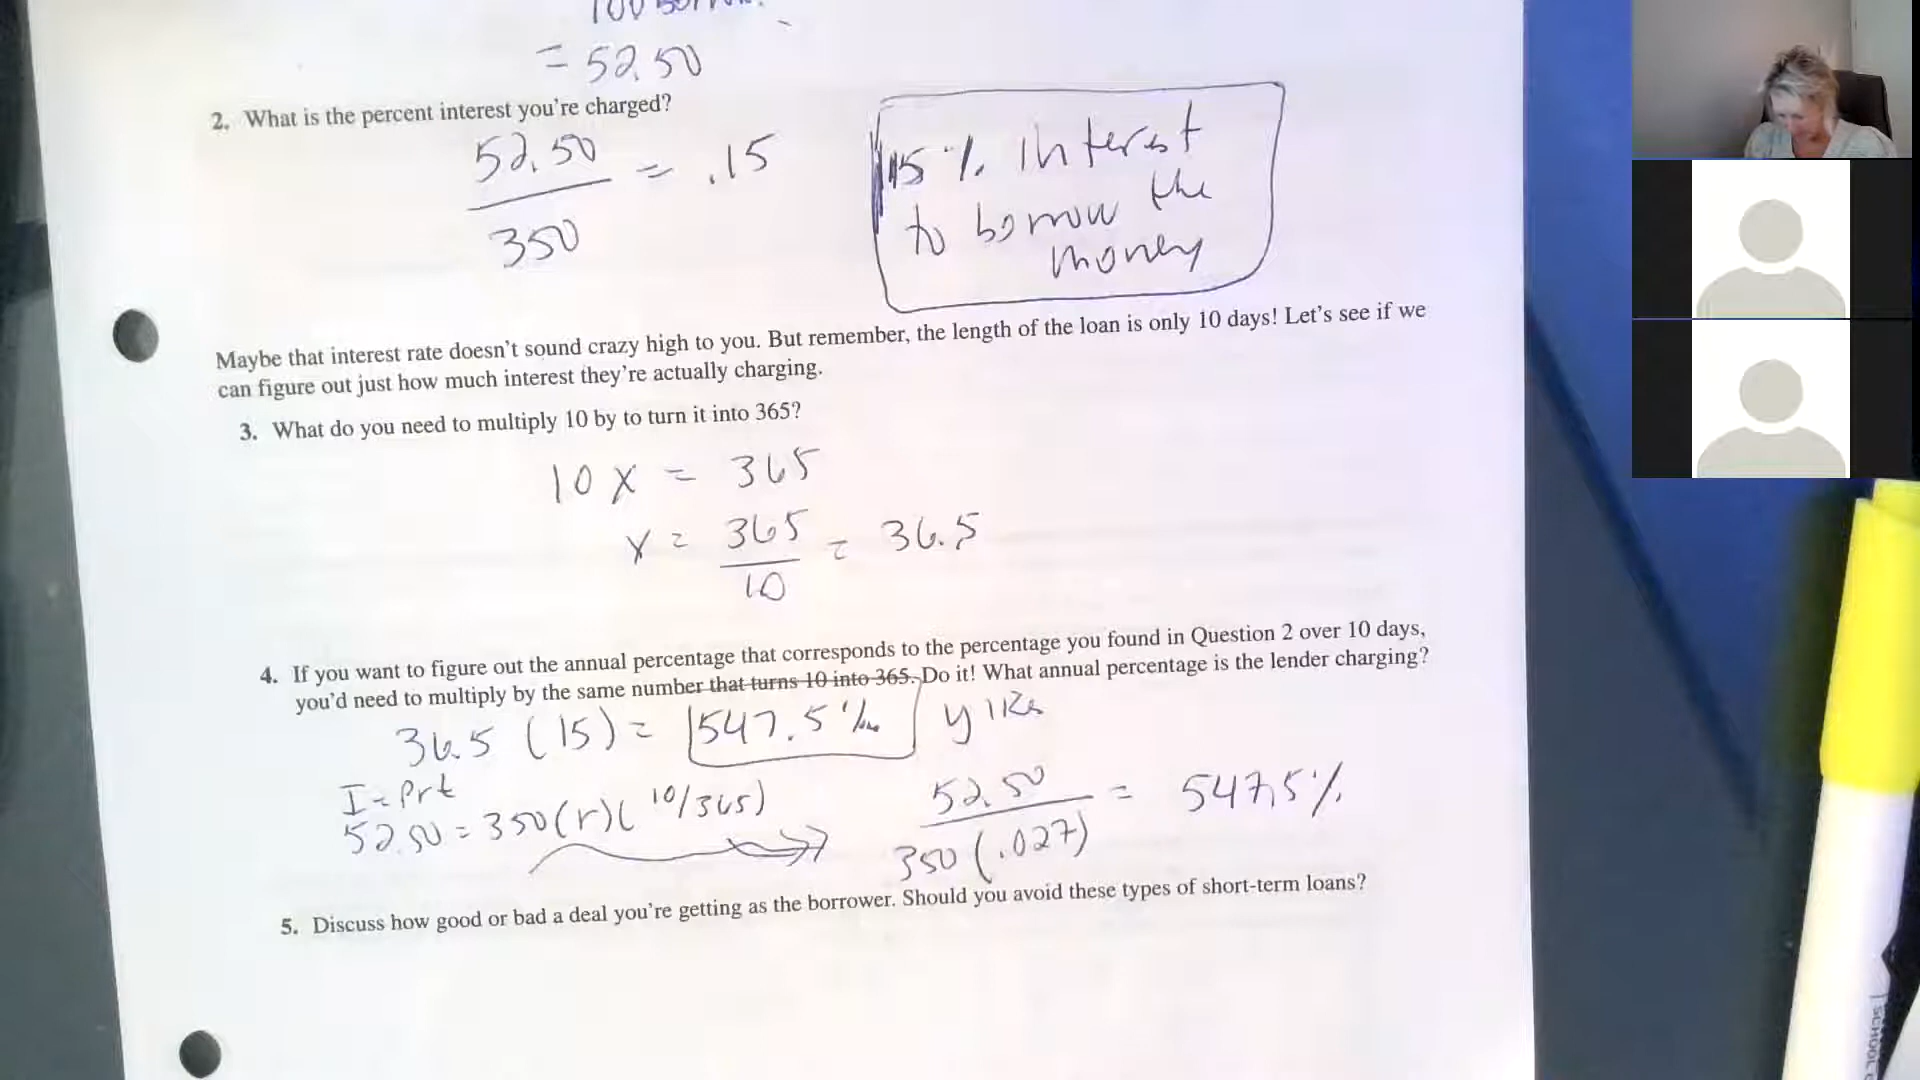 = 52.50
2. What is the percent interest you're charged?
52.50
350
= .15
15% interest
to borrow the
money
Maybe that interest rate doesn't sound crazy high to you. But remember, the length of the loan is only 10 days! Let's see if we
can figure out just how much interest they're actually charging.
3. What do you need to multiply 10 by to turn it into 365?
10x = 365
x = 365 = 36.5
10
4. If you want to figure out the annual percentage that corresponds to the percentage you found in Question 2 over 10 days,
you'd need to multiply by the same number that turns 10 into 365. Do it! What annual percentage is the lender charging?
36.5 (15) = 547.5% yikes
I = Prt
52.50 = 350(r)(10/365)
52.50
350(.027)
= 547.5%
5. Discuss how good or bad a deal you're getting as the borrower. Should you avoid these types of short-term loans?